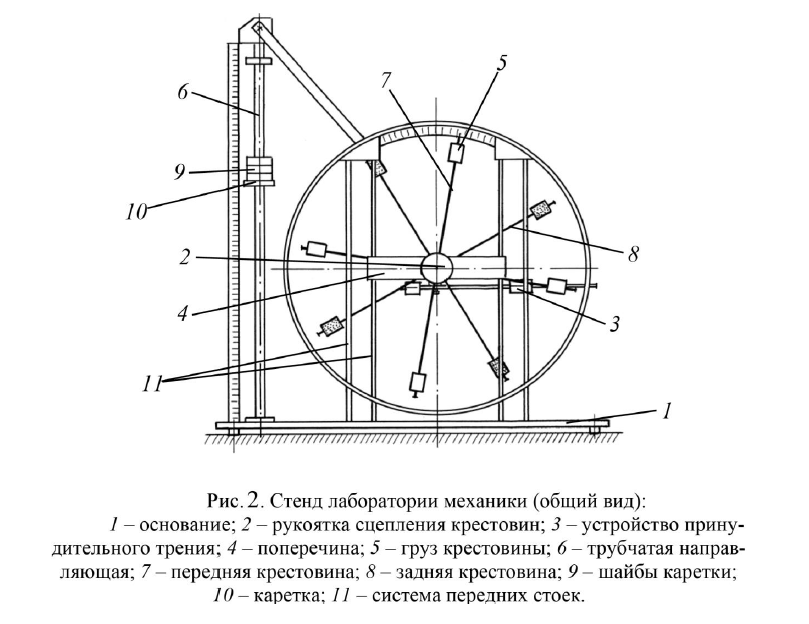 5
7
6
9
10
8
2
4
3
11
1
Рис. 2. Стенд лаборатории механики (общий вид):
1 – основание; 2 – рукоятка сцепления крестовин; 3 – устройство прину-
дительного трения; 4 – поперечина; 5 – груз крестовины; 6 – трубчатая направ-
ляющая; 7 – передняя крестовина; 8 – задняя крестовина; 9 – шайбы каретки;
10 – каретка; 11 – система передних стоек.